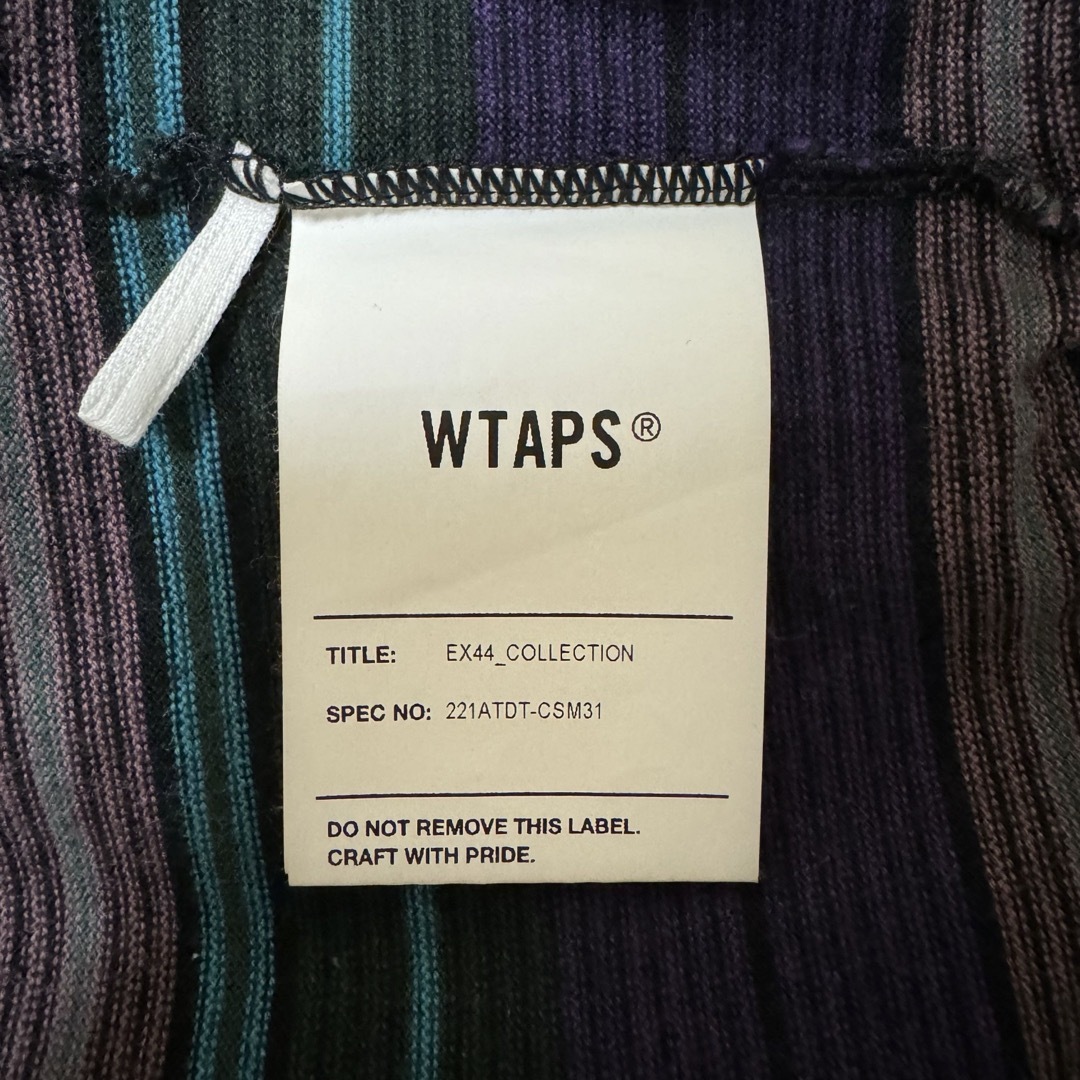 WTAPS®
TITLE: EX44_COLLECTION
SPEC NO: 221ATDT-CSM31
DO NOT REMOVE THIS LABEL.
CRAFT WITH PRIDE.